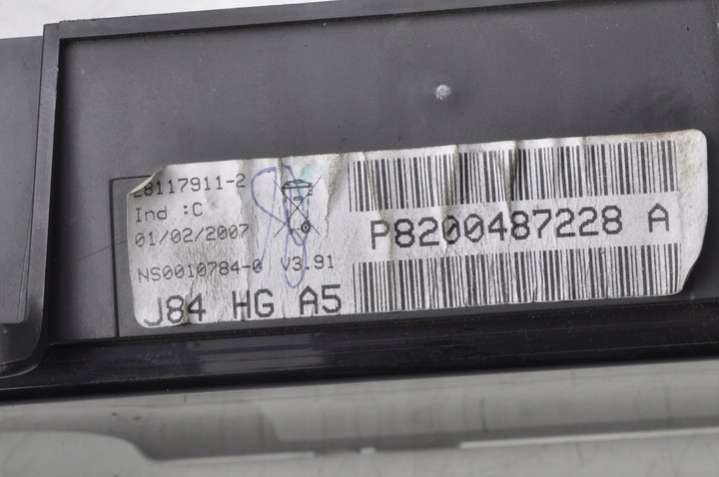 28117911-2
Ind :C
01/02/2007
NS0010784-0 V3.91
J84 HG A5
P8200487228 A